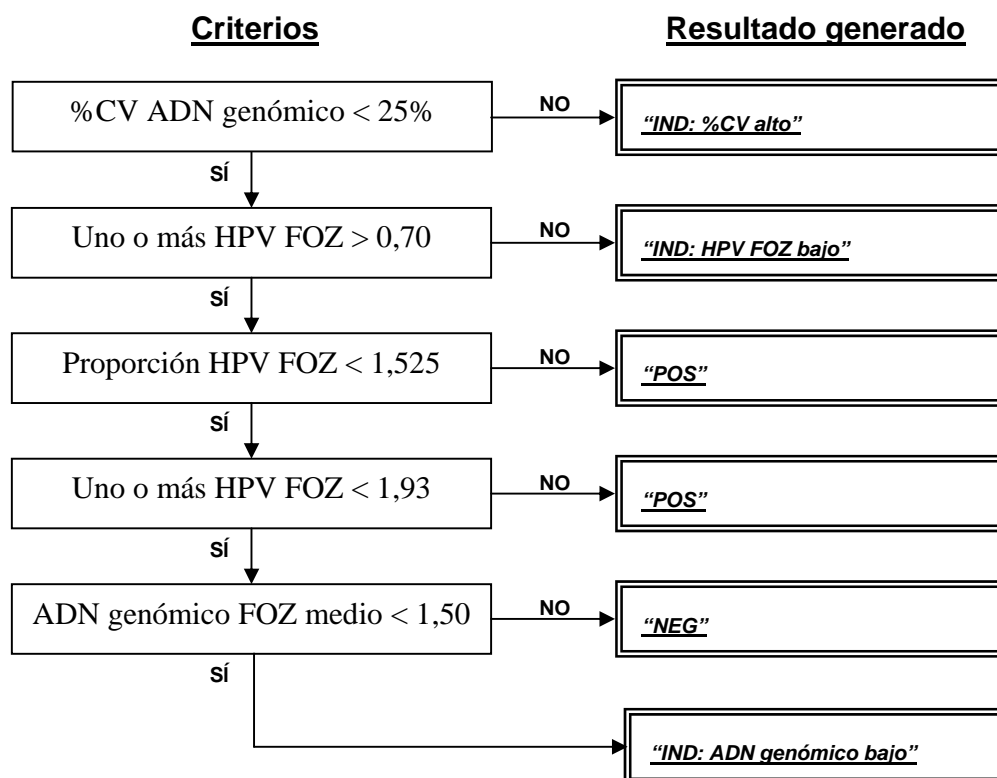 Criterios
Resultado generado
%CV ADN genómico < 25%
NO
“IND: %CV alto”
SÍ
Uno o más HPV FOZ > 0,70
NO
“IND: HPV FOZ bajo”
SÍ
Proporción HPV FOZ < 1,525
NO
“POS”
SÍ
Uno o más HPV FOZ < 1,93
NO
“POS”
SÍ
ADN genómico FOZ medio < 1,50
NO
“NEG”
SÍ
“IND: ADN genómico bajo”